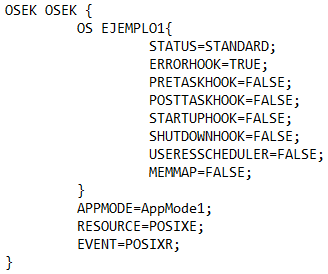 OSEK OSEK {
OS EJEMPLO1{
STATUS=STANDARD;
ERRORHOOK=TRUE;
PRETASKHOOK=FALSE;
POSTTASKHOOK=FALSE;
STARTUPHOOK=FALSE;
SHUTDOWNHOOK=FALSE;
USERESSCHEDULER=FALSE;
MEMMAP=FALSE;
}
APPMODE=AppMode1;
RESOURCE=POSIXE;
EVENT=POSIXR;
}